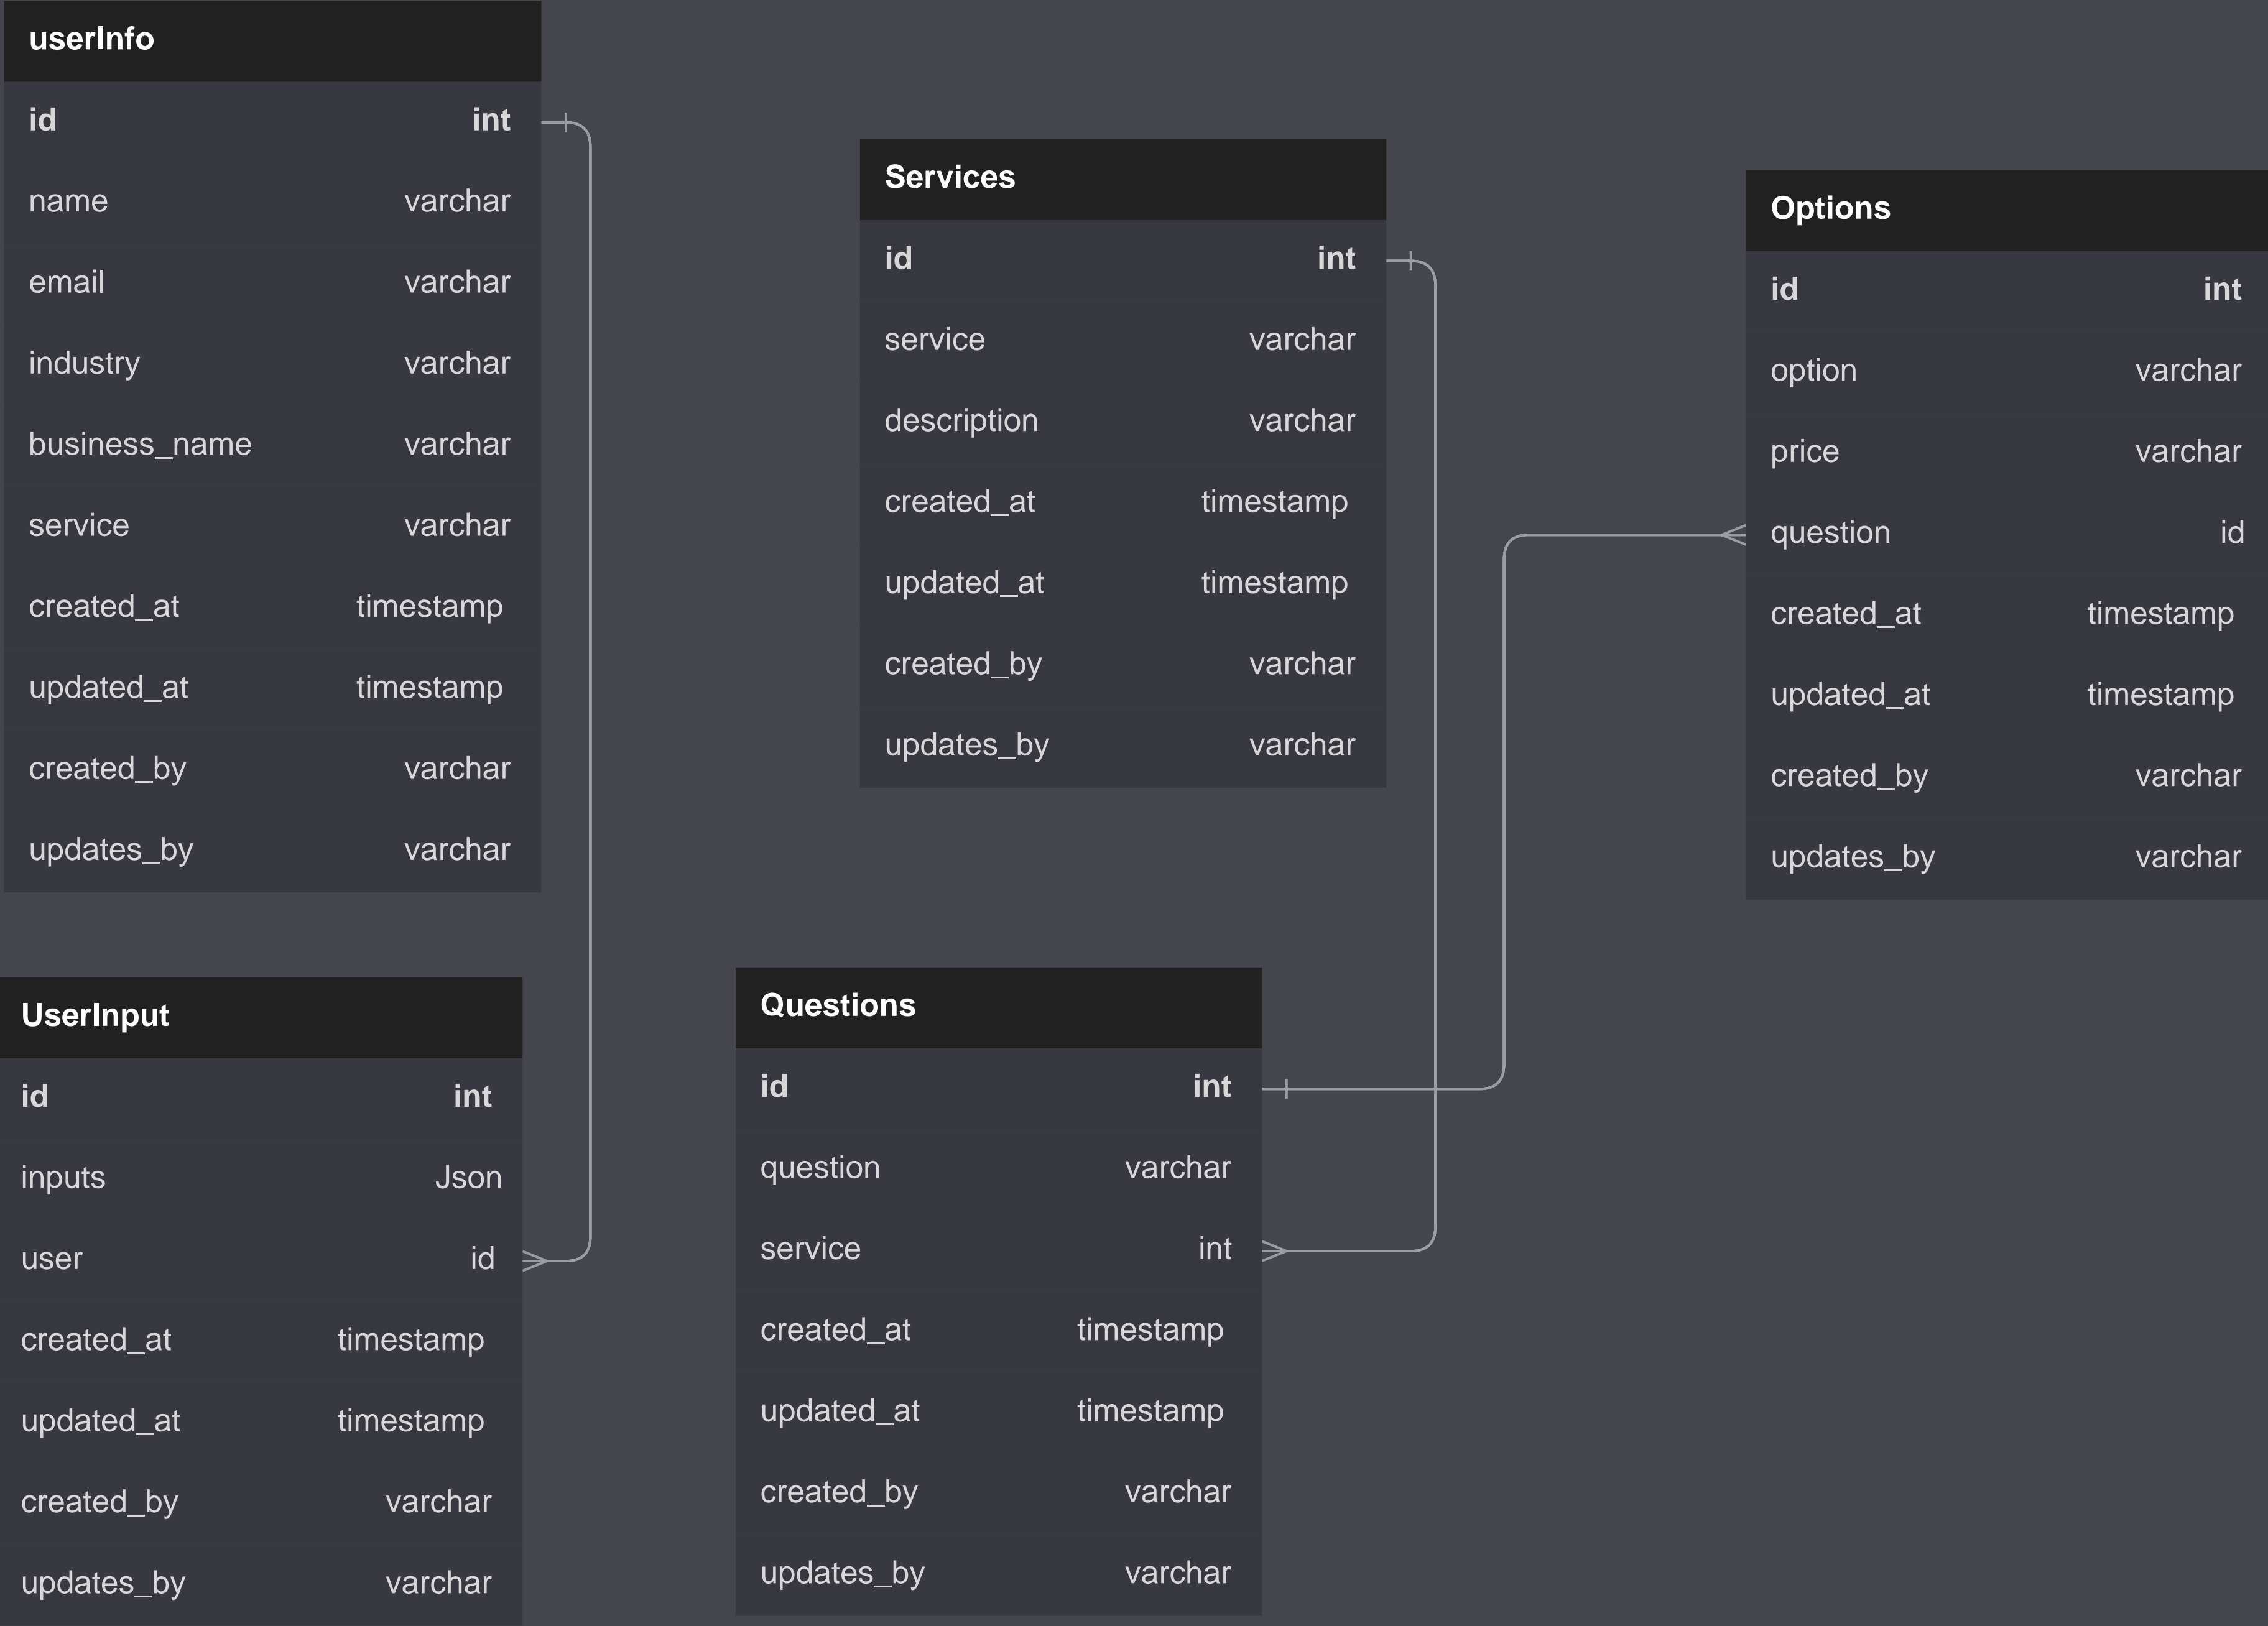 userInfo
id int
name varchar
email varchar
industry varchar
business_name varchar
service varchar
created_at timestamp
updated_at timestamp
created_by varchar
updates_by varchar
Services
id int
service varchar
description varchar
created_at timestamp
updated_at timestamp
created_by varchar
updates_by varchar
Options
id int
option varchar
price varchar
question id
created_at timestamp
updated_at timestamp
created_by varchar
updates_by varchar
UserInput
id int
inputs Json
user id
created_at timestamp
updated_at timestamp
created_by varchar
updates_by varchar
Questions
id int
question varchar
service int
created_at timestamp
updated_at timestamp
created_by varchar
updates_by varchar